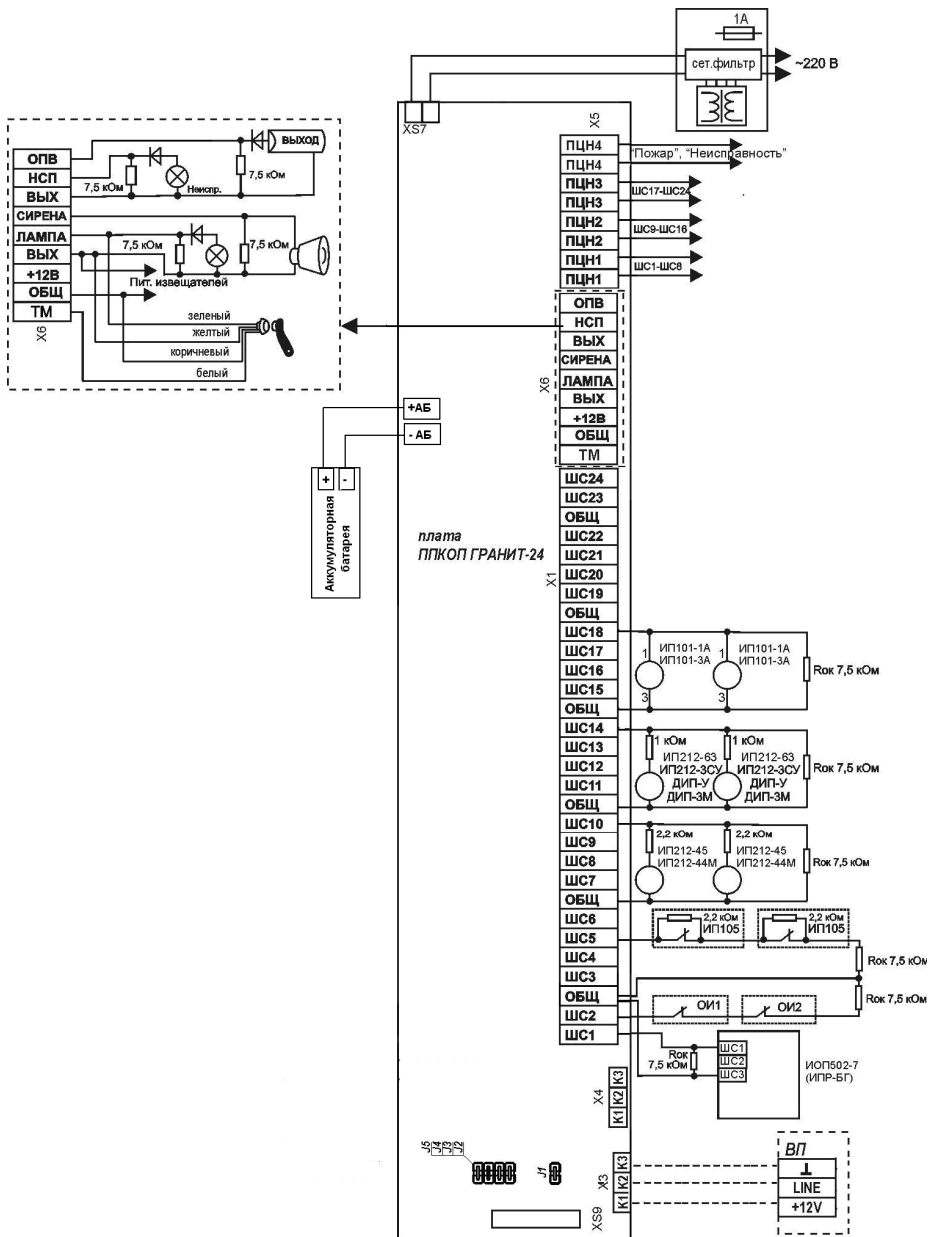 1А
сет.фильтр
~220 В
XS7
X5
ПЦН4
ПЦН4
ПЦН3
ПЦН3
ПЦН2
ПЦН2
ПЦН1
ПЦН1
"Пожар", "Неисправность"
ШС17-ШС24
ШС9-ШС16
ШС1-ШС8
ОПВ
НСП
ВЫХ
СИРЕНА
ЛАМПА
ВЫХ
+12В
ОБЩ
ТМ
X6
ВЫХОД
7,5 кОм
Неиспр.
7,5 кОм
7,5 кОм
7,5 кОм
Пит. извещателей
зеленый
желтый
коричневый
белый
ОПВ
НСП
ВЫХ
СИРЕНА
ЛАМПА
ВЫХ
+12В
ОБЩ
ТМ
X6
+АБ
- АБ
+ -
Аккумуляторная
батарея
плата
ППКОП ГРАНИТ-24
X1
ШС24
ШС23
ОБЩ
ШС22
ШС21
ШС20
ШС19
ОБЩ
ШС18
ШС17
ШС16
ШС15
ОБЩ
ШС14
ШС13
ШС12
ШС11
ОБЩ
ШС10
ШС9
ШС8
ШС7
ОБЩ
ШС6
ШС5
ШС4
ШС3
ОБЩ
ШС2
ШС1
1 ИП101-1А 1 ИП101-1А
ИП101-3А ИП101-3А
3 3
Rок 7,5 кОм
1 кОм 1 кОм
ИП212-63 ИП212-63
ИП212-3СУ ИП212-3СУ
ДИП-У ДИП-У
ДИП-3М ДИП-3М
Rок 7,5 кОм
2,2 кОм 2,2 кОм
ИП212-45 ИП212-45
ИП212-44М ИП212-44М
Rок 7,5 кОм
2,2 кОм 2,2 кОм
ИП105 ИП105
Rок 7,5 кОм
Rок 7,5 кОм
ОИ1 ОИ2
Rок
7,5 кОм
ШС1
ШС2
ШС3
ИОП502-7
(ИПР-БГ)
X4
K1 K2 K3
J5
J4
J3
J2
J1
X3
K1 K2 K3
XS9
ВП
⊥
LINE
+12V